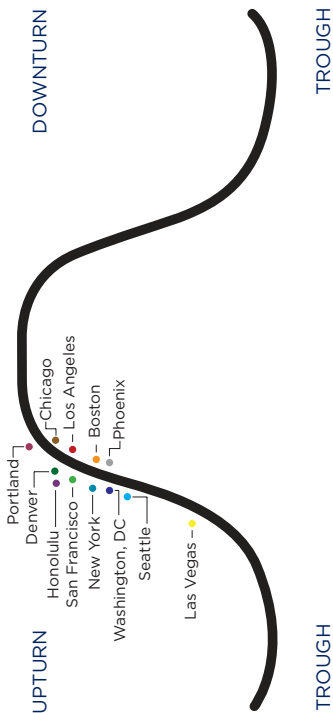 UPTURN
DOWNTURN
Portland
Denver
Honolulu
San Francisco
New York
Washington, DC
Seattle
Las Vegas
Chicago
Los Angeles
Boston
Phoenix
TROUGH
TROUGH